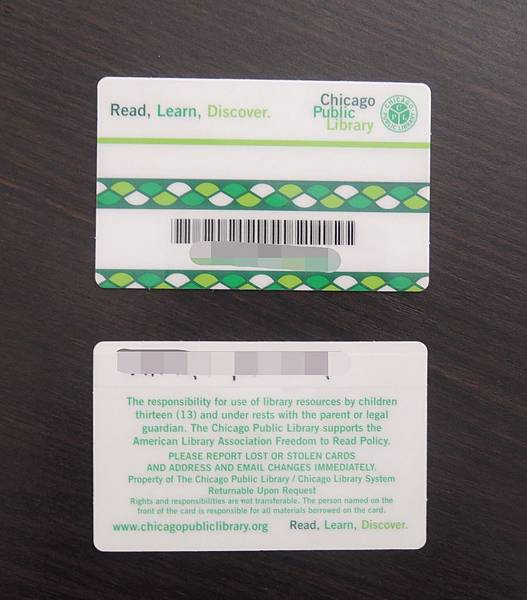 Read, Learn, Discover.
Chicago
Public
Library
CHICAGO
CPL
PUBLIC LIBRARY
The responsibility for use of library resources by children
thirteen (13) and under rests with the parent or legal
guardian. The Chicago Public Library supports the
American Library Association Freedom to Read Policy.
PLEASE REPORT LOST OR STOLEN CARDS
AND ADDRESS AND EMAIL CHANGES IMMEDIATELY.
Property of The Chicago Public Library / Chicago Library System
Returnable Upon Request
Rights and responsibilities are not transferable. The person named on the
front of the card is responsible for all materials borrowed on the card.
www.chicagopubliclibrary.org
Read, Learn, Discover.